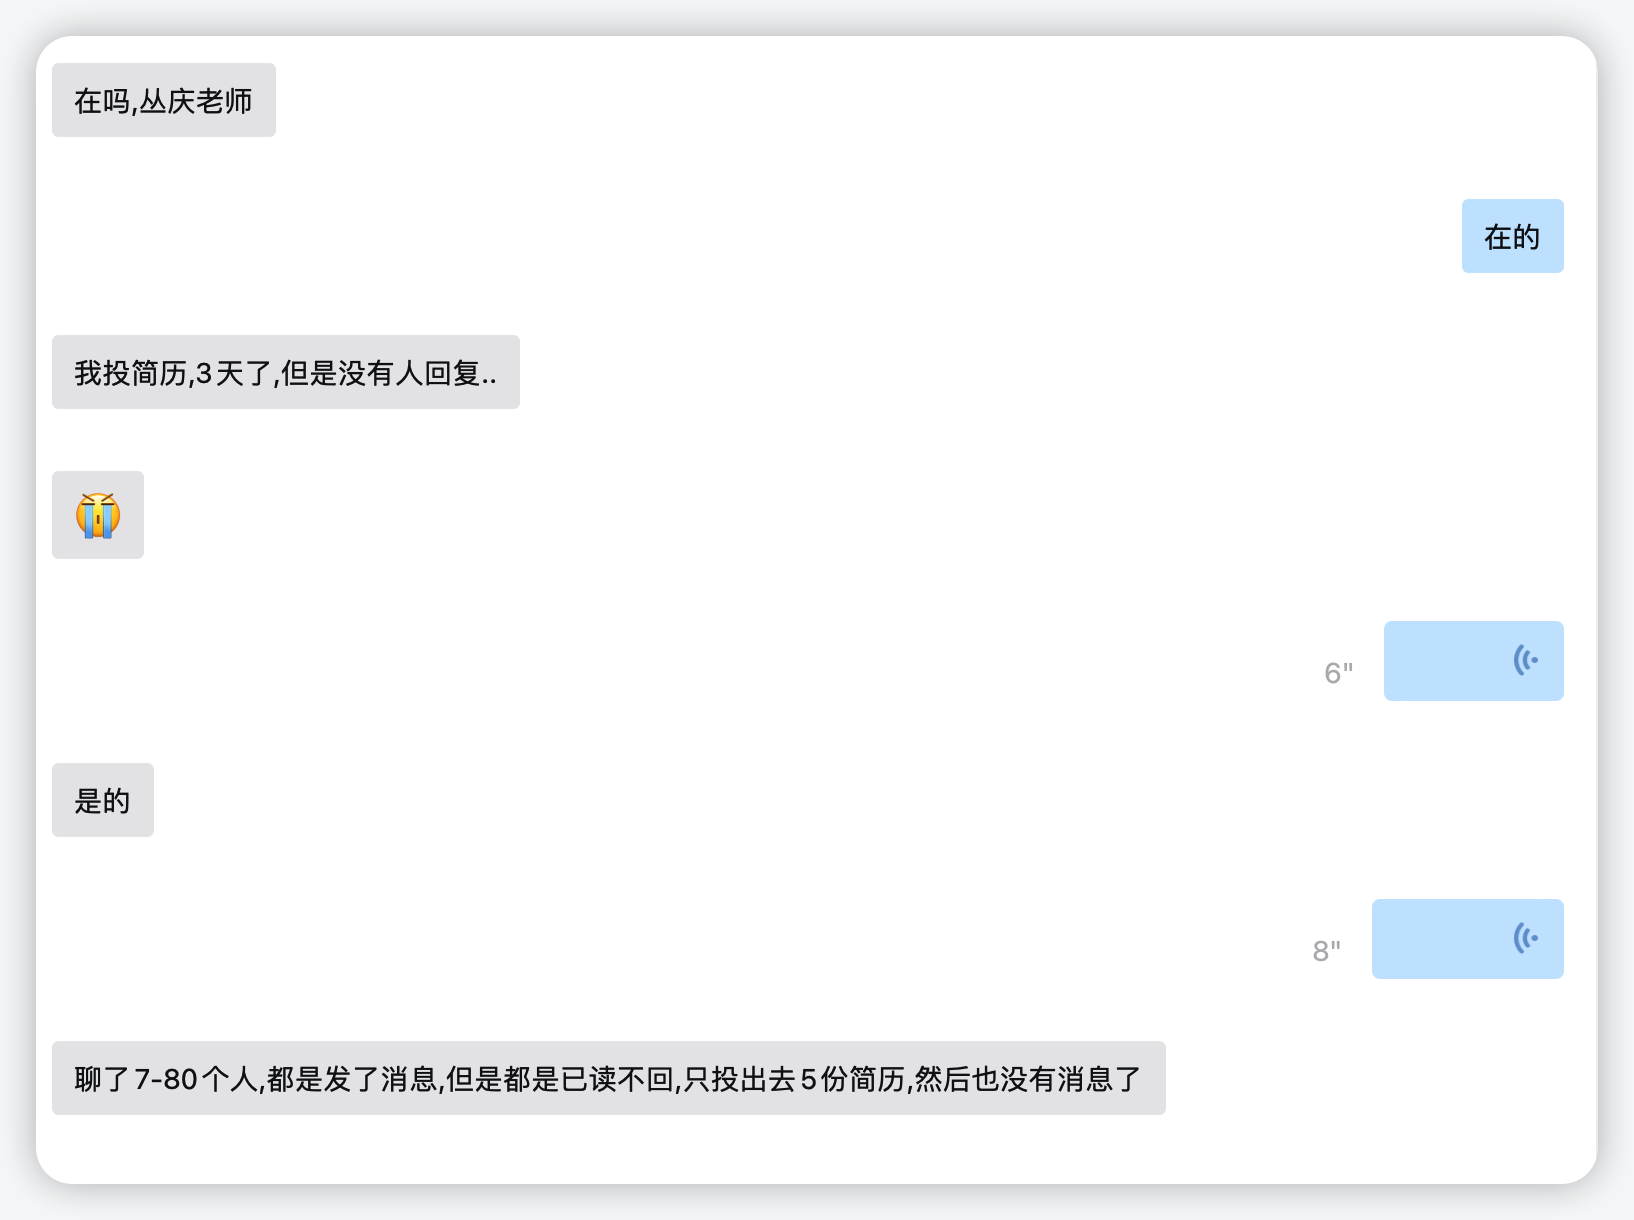 在吗,丛庆老师
在的
我投简历,3天了,但是没有人回复..
😭
6"
是的
8"
聊了7-80个人,都是发了消息,但是都是已读不回,只投出去5份简历,然后也没有消息了